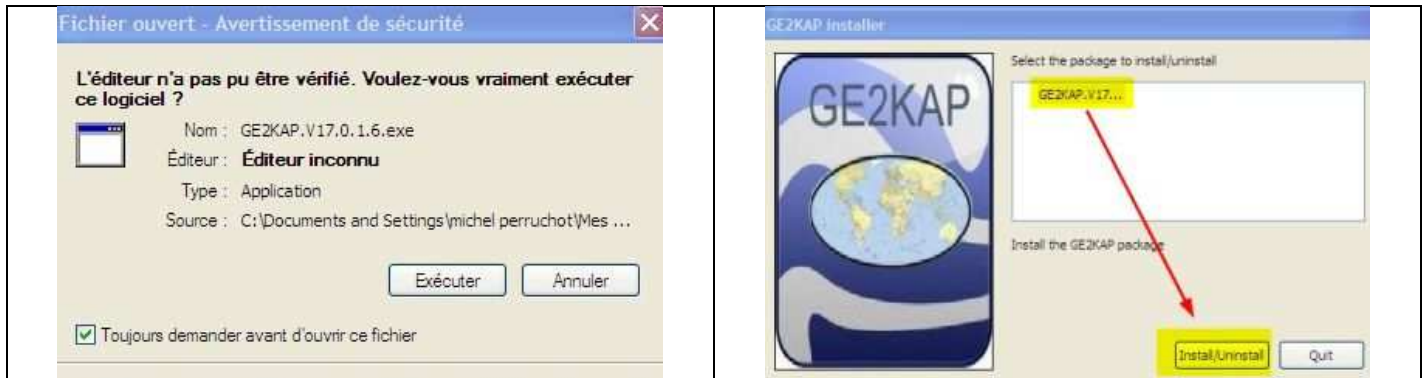 Fichier ouvert - Avertissement de sécurité
L'éditeur n'a pas pu être vérifié. Voulez-vous vraiment exécuter
ce logiciel ?
Nom : GE2KAP.V17.0.1.6.exe
Éditeur : Éditeur inconnu
Type : Application
Source : C:\Documents and Settings\michel perruchot\Mes ...
Exécuter
Annuler
Toujours demander avant d'ouvrir ce fichier
GE2KAP Installer
GE2KAP
Select the package to install/uninstall
GE2KAP.V17...
Install the GE2KAP package
Install/Uninstall
Quit